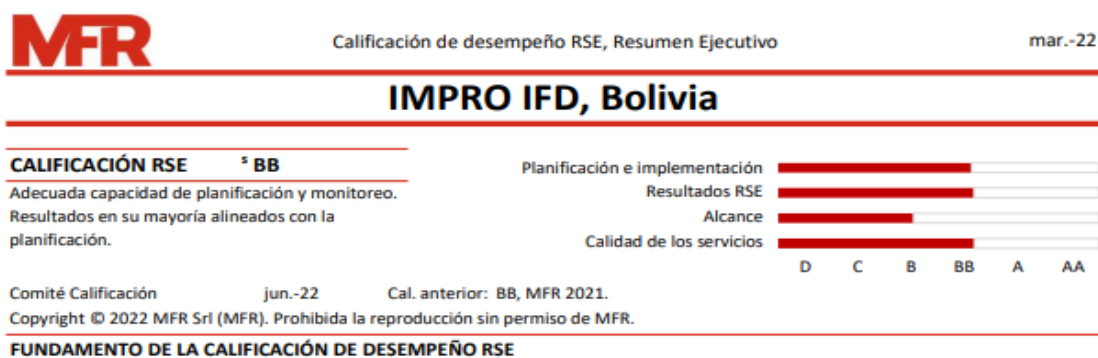 MFR
Calificación de desempeño RSE, Resumen Ejecutivo
mar.-22
IMPRO IFD, Bolivia
CALIFICACIÓN RSE s BB
Adecuada capacidad de planificación y monitoreo.
Resultados en su mayoría alineados con la
planificación.
Planificación e implementación
Resultados RSE
Alcance
Calidad de los servicios
D C B BB A AA
Comité Calificación jun.-22 Cal. anterior: BB, MFR 2021.
Copyright © 2022 MFR Srl (MFR). Prohibida la reproducción sin permiso de MFR.
FUNDAMENTO DE LA CALIFICACIÓN DE DESEMPEÑO RSE